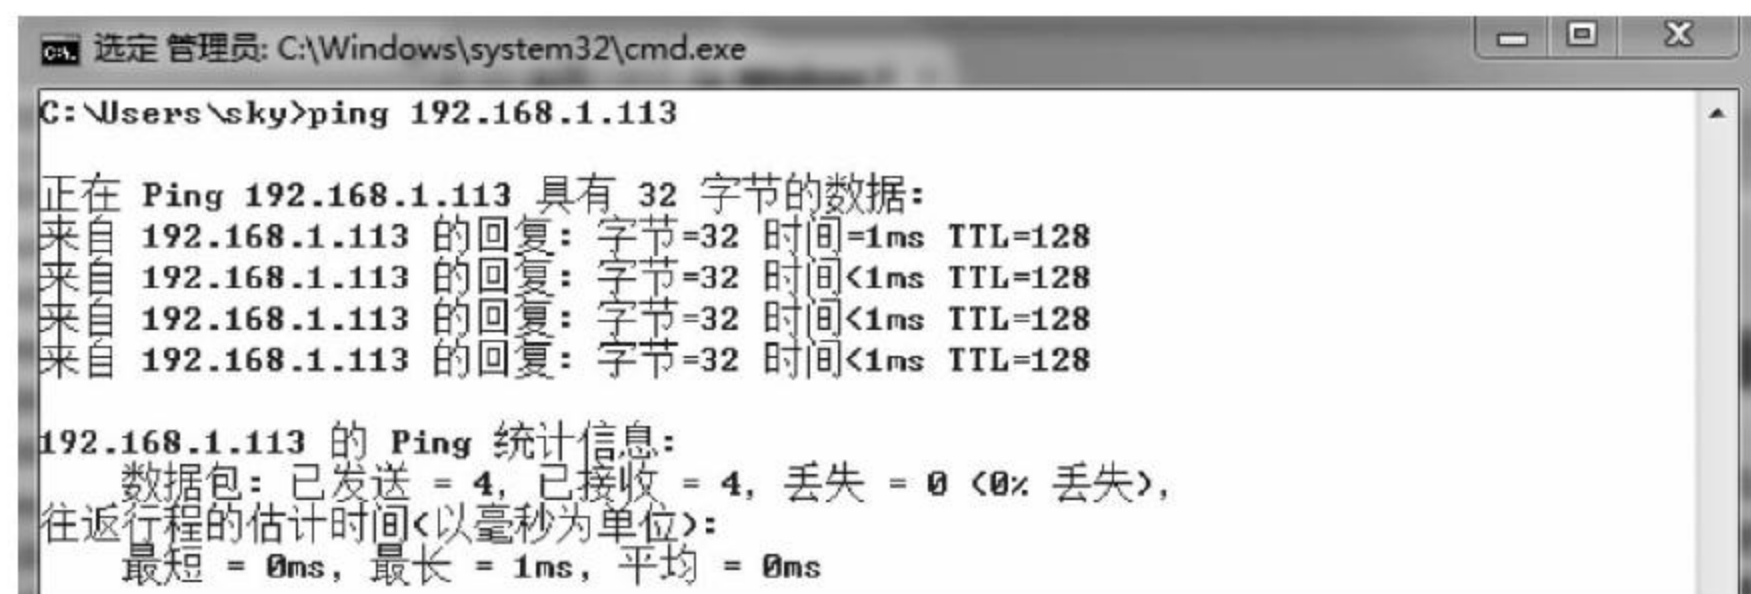 选定 管理员: C:\Windows\system32\cmd.exe
C:\Users\sky>ping 192.168.1.113
正在 Ping 192.168.1.113 具有 32 字节的数据:
来自 192.168.1.113 的回复: 字节=32 时间=1ms TTL=128
来自 192.168.1.113 的回复: 字节=32 时间<1ms TTL=128
来自 192.168.1.113 的回复: 字节=32 时间<1ms TTL=128
来自 192.168.1.113 的回复: 字节=32 时间<1ms TTL=128
192.168.1.113 的 Ping 统计信息:
数据包: 已发送 = 4, 已接收 = 4, 丢失 = 0 (0% 丢失),
往返行程的估计时间(以毫秒为单位):
最短 = 0ms, 最长 = 1ms, 平均 = 0ms